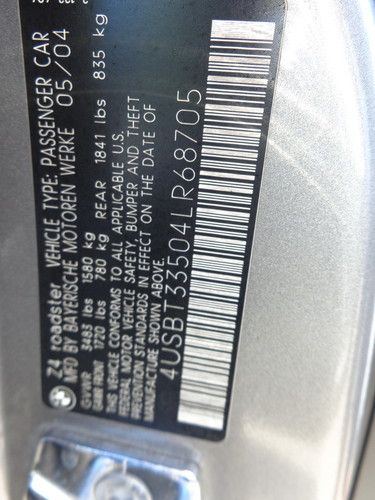 Z4 roadster VEHICLE TYPE: PASSENGER CAR
MFD BY BAYERISCHE MOTOREN WERKE 05/04
GVWR 3483 lbs 1580 kg
GAWR FRONT 1720 lbs 780 kg REAR 1841 lbs 835 kg
THIS VEHICLE CONFORMS TO ALL APPLICABLE U.S.
FEDERAL MOTOR VEHICLE SAFETY, BUMPER AND THEFT
PREVENTION STANDARDS IN EFFECT ON THE DATE OF
MANUFACTURE SHOWN ABOVE.
4USBT33504LR68705